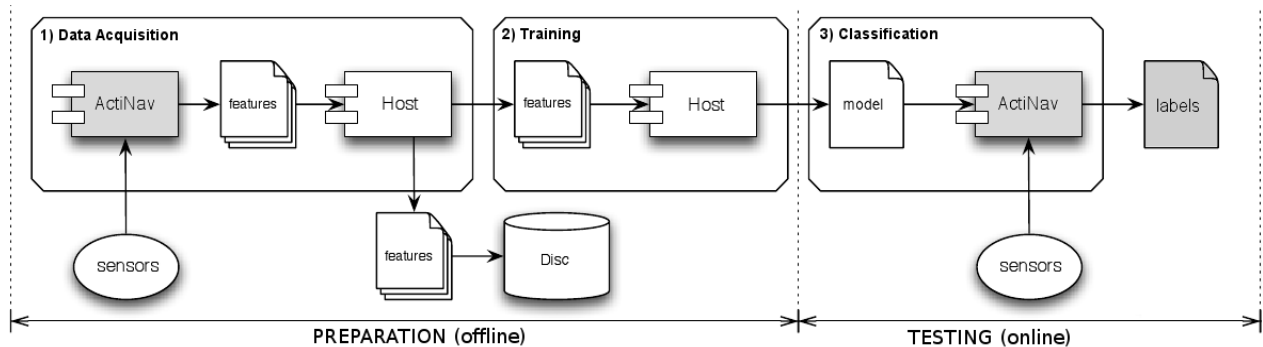 1) Data Acquisition
2) Training
3) Classification
ActiNav
features
Host
features
Host
model
ActiNav
labels
sensors
features
Disc
sensors
PREPARATION (offline)
TESTING (online)